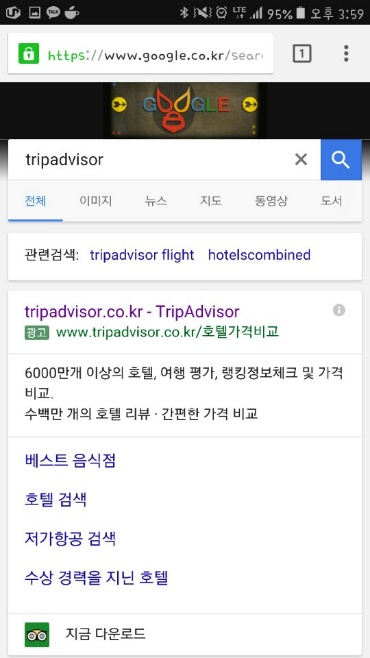 TALK LTE 95% 오후 3:59
https://www.google.co.kr/sear
1
GOOGLE
tripadvisor
전체 이미지 뉴스 지도 동영상 도서
관련검색: tripadvisor flight hotelscombined
tripadvisor.co.kr - TripAdvisor
광고 www.tripadvisor.co.kr/호텔가격비교
6000만개 이상의 호텔, 여행 평가, 랭킹정보체크 및 가격
비교.
수백만 개의 호텔 리뷰 · 간편한 가격 비교
베스트 음식점
호텔 검색
저가항공 검색
수상 경력을 지닌 호텔
지금 다운로드